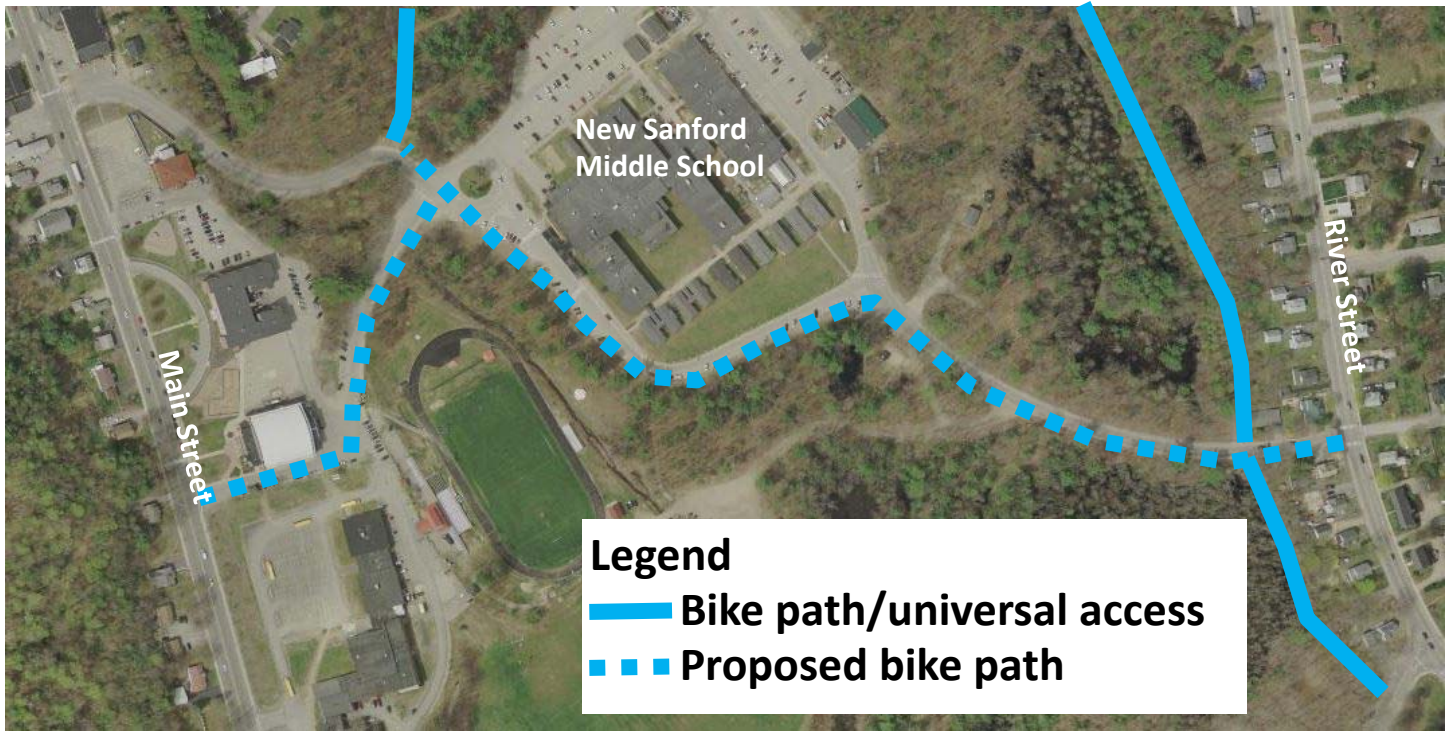 New Sanford
Middle School
River Street
Main Street
Legend
Bike path/universal access
Proposed bike path